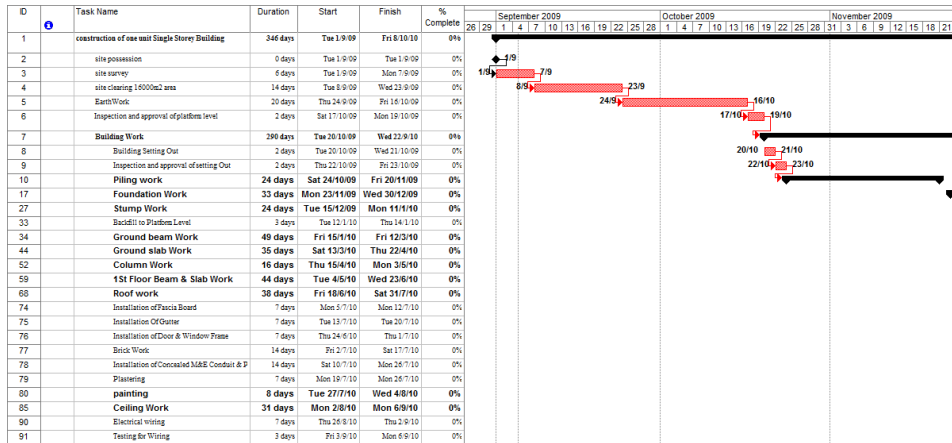 ID Task Name Duration Start Finish % Complete
September 2009 October 2009 November 2009
26 29 1 4 7 10 13 16 19 22 25 28 1 4 7 10 13 16 19 22 25 28 31 3 6 9 12 15 18 21
1 construction of one unit Single Storey Building 346 days Tue 1/9/09 Fri 8/10/10 0%
2 site possession 0 days Tue 1/9/09 Tue 1/9/09 0% 1/9
3 site survey 6 days Tue 1/9/09 Mon 7/9/09 0% 1/9 7/9
4 site clearing 16000m2 area 14 days Tue 8/9/09 Wed 23/9/09 0% 8/9 23/9
5 EarthWork 20 days Thu 24/9/09 Fri 16/10/09 0% 24/9 16/10
6 Inspection and approval of platform level 2 days Sat 17/10/09 Mon 19/10/09 0% 17/10 19/10
7 Building Work 290 days Tue 20/10/09 Wed 22/9/10 0%
8 Building Setting Out 2 days Tue 20/10/09 Wed 21/10/09 0% 20/10 21/10
9 Inspection and approval of setting Out 2 days Thu 22/10/09 Fri 23/10/09 0% 22/10 23/10
10 Piling work 24 days Sat 24/10/09 Fri 20/11/09 0%
17 Foundation Work 33 days Mon 23/11/09 Wed 30/12/09 0%
27 Stump Work 24 days Tue 15/12/09 Mon 11/1/10 0%
33 Backfill to Platform Level 3 days Tue 12/1/10 Thu 14/1/10 0%
34 Ground beam Work 49 days Fri 15/1/10 Fri 12/3/10 0%
44 Ground slab Work 35 days Sat 13/3/10 Thu 22/4/10 0%
52 Column Work 16 days Thu 15/4/10 Mon 3/5/10 0%
59 1St Floor Beam & Slab Work 44 days Tue 4/5/10 Wed 23/6/10 0%
68 Roof work 38 days Fri 18/6/10 Sat 31/7/10 0%
74 Installation of Fascia Board 7 days Mon 5/7/10 Mon 12/7/10 0%
75 Installation Of Gutter 7 days Tue 13/7/10 Tue 20/7/10 0%
76 Installation of Door & Window Frame 7 days Thu 24/6/10 Thu 1/7/10 0%
77 Brick Work 14 days Fri 2/7/10 Sat 17/7/10 0%
78 Installation of Concealed M&E Conduit & P 14 days Sat 10/7/10 Mon 26/7/10 0%
79 Plastering 7 days Mon 19/7/10 Mon 26/7/10 0%
80 painting 8 days Tue 27/7/10 Wed 4/8/10 0%
85 Ceiling Work 31 days Mon 2/8/10 Mon 6/9/10 0%
90 Electrical wiring 7 days Thu 26/8/10 Thu 2/9/10 0%
91 Testing for Wiring 3 days Fri 3/9/10 Mon 6/9/10 0%